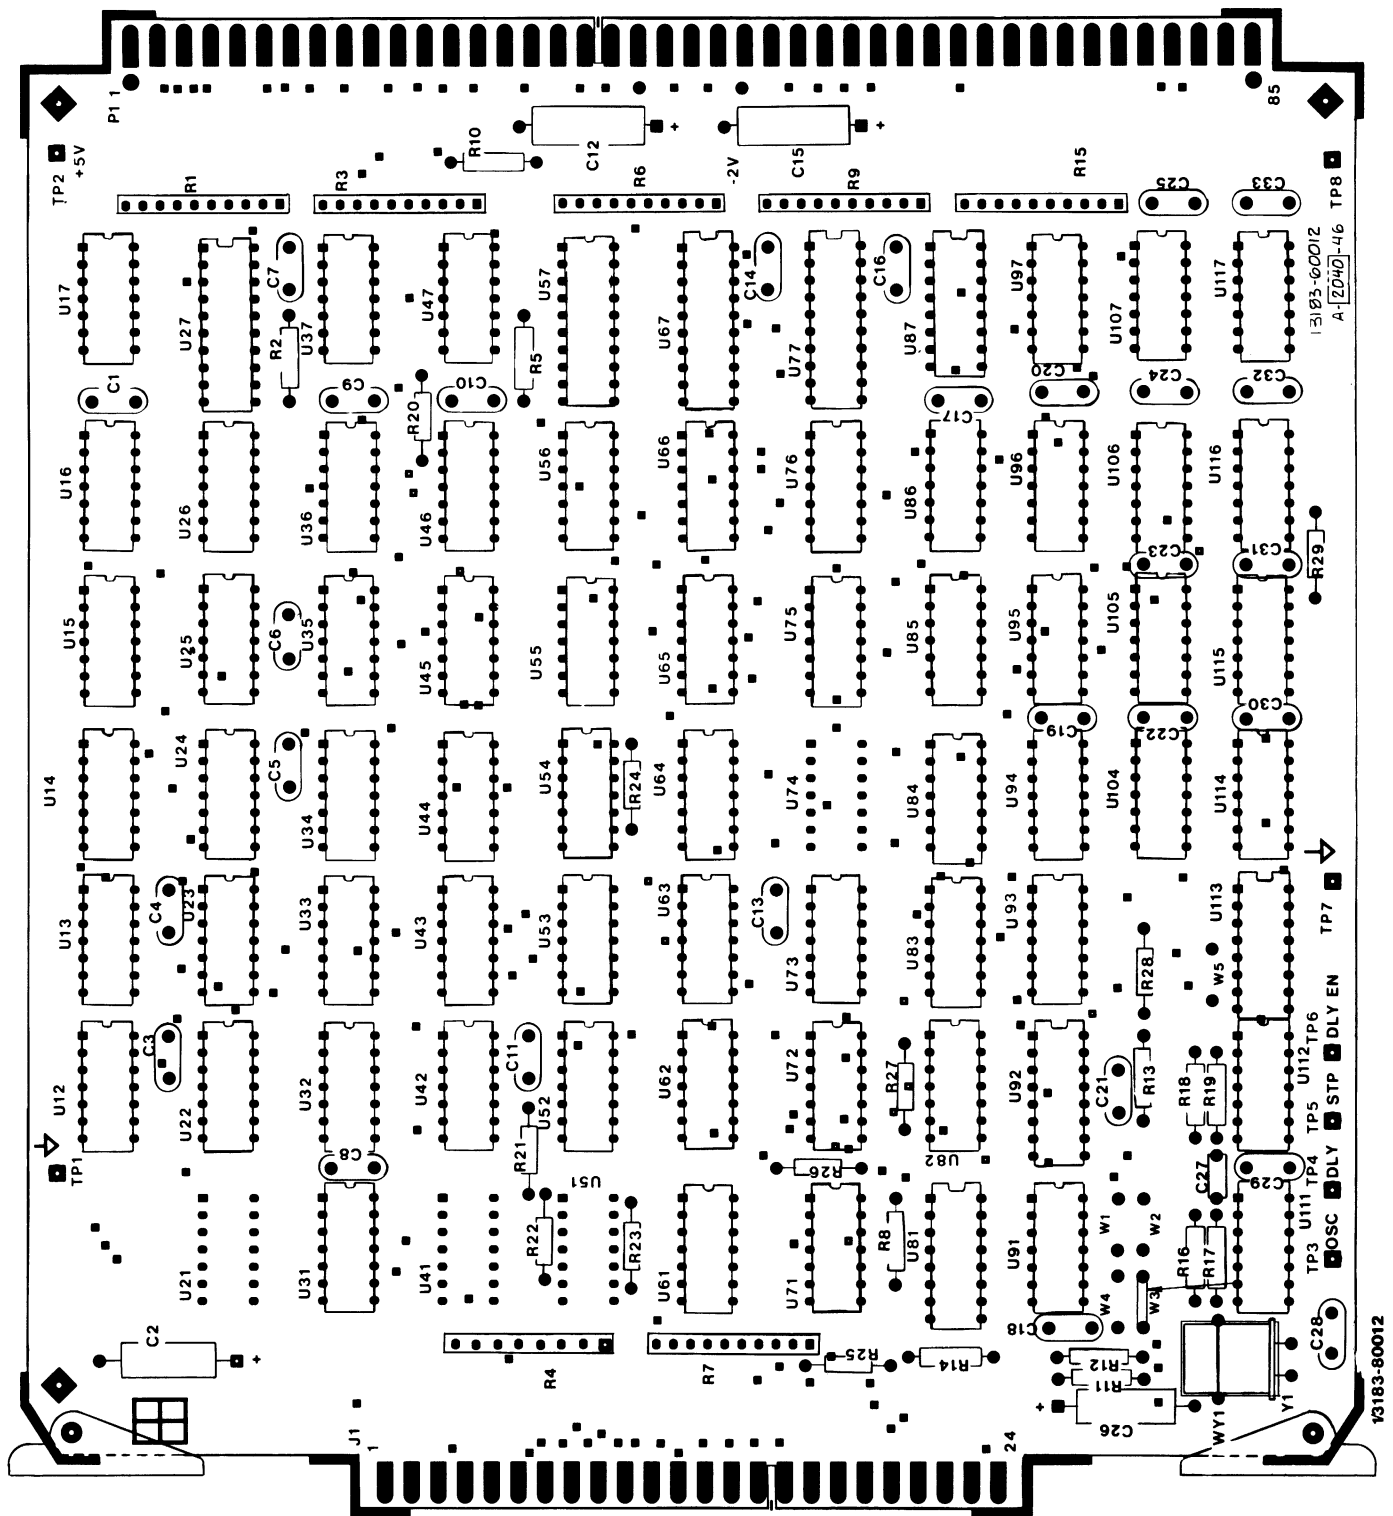 P1 1
85
TP2 +5V
R10
C12
-2V
C15
R1
R3
R6
R9
R15
C25
C33
TP8
13183-60012
A-2040-46
U17
U27
C7
R2
U37
U47
R5
U57
U67
C14
U77
C16
U87
U97
U107
U117
C1
C9
R20
C10
C17
C20
C24
C32
U16
U26
U36
U46
U56
U66
U76
U86
U96
U106
U116
C23
C31
R29
U15
U25
C6
U35
U45
U55
U65
U75
U85
U95
U105
U115
C19
C22
C30
U14
U24
C5
U34
U44
U54
R24
U64
U74
U84
U94
U104
U114
U13
C4
U23
U33
U43
U53
U63
C13
U73
U83
U93
R28
W5
U113
TP7
U12
C3
U22
U32
U42
C11
U52
U62
U72
R27
U82
U92
C21
R13
R18
R19
U112
TP6
DLY EN
TP5
STP
TP1
C8
R21
R26
C27
C29
TP4
DLY
U21
U31
U41
R22
U51
R23
U61
U71
R8
U81
U91
W1
W2
W4
W3
R16
R17
U111
TP3
OSC
C2
+
R4
R7
R25
R14
C18
R12
R11
+
C26
WY1
Y1
C28
J1
1
24
13183-80012